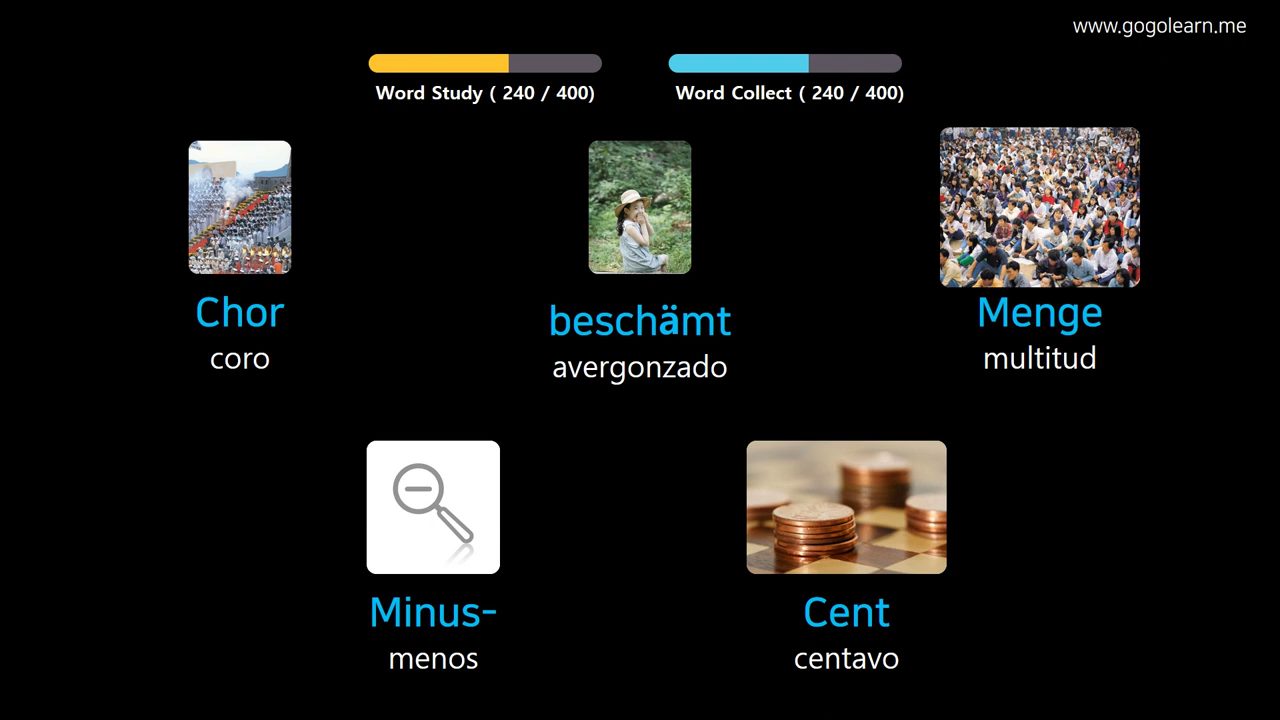 www.gogolearn.me
Word Study ( 240 / 400)
Word Collect ( 240 / 400)
Chor
coro
beschämt
avergonzado
Menge
multitud
Minus-
menos
Cent
centavo